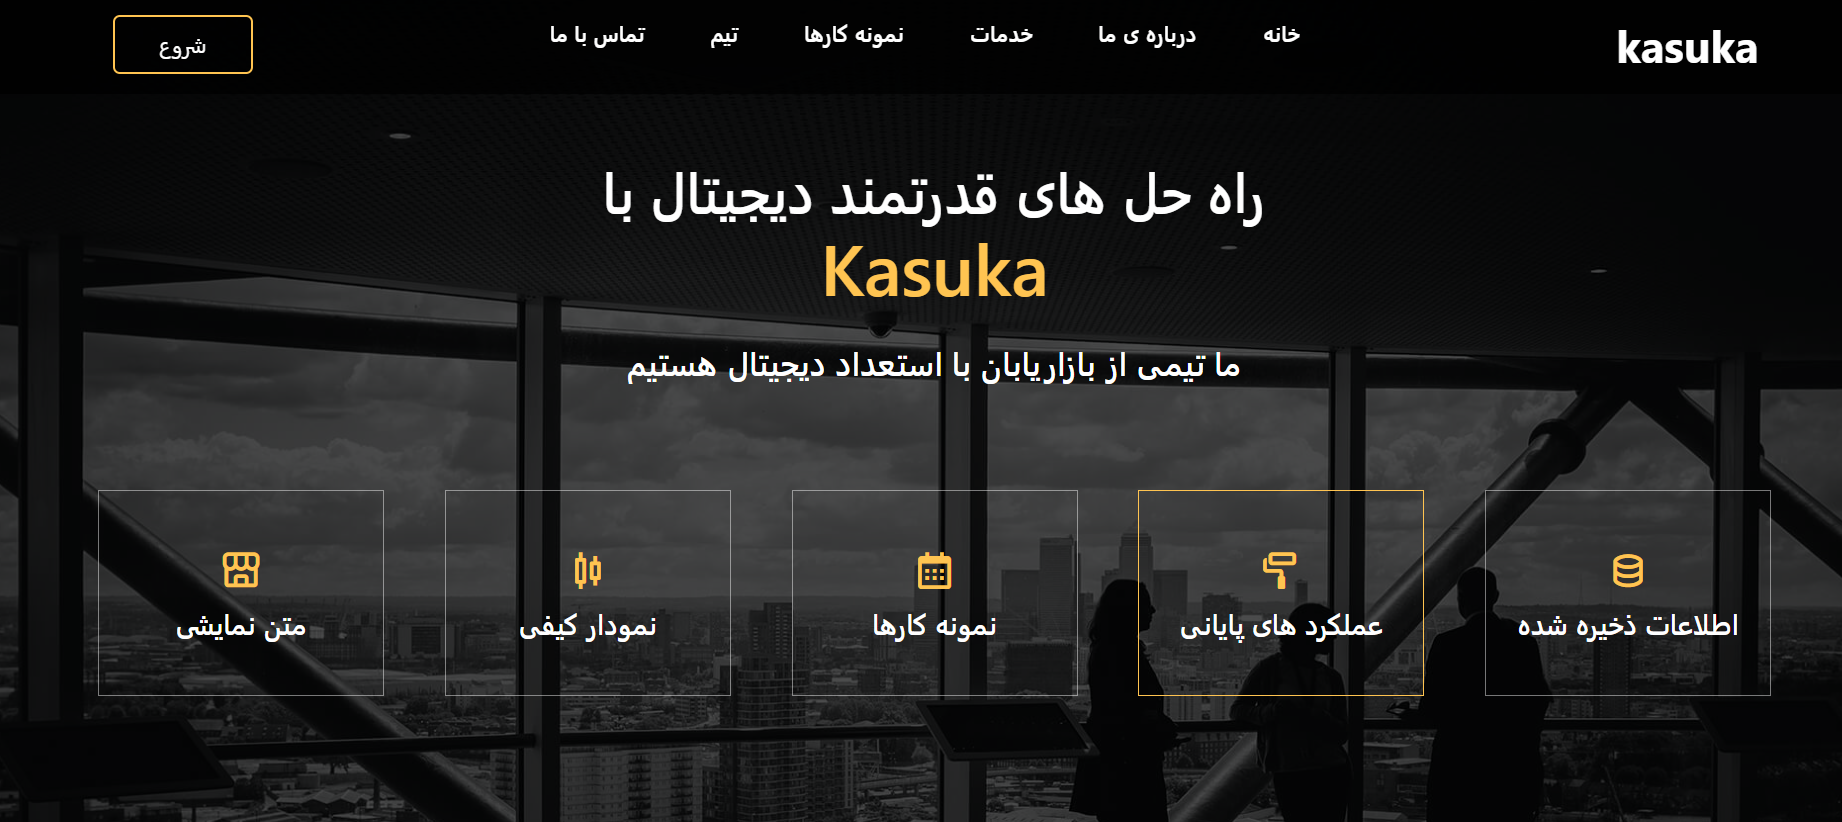 kasuka
خانه
درباره ی ما
خدمات
نمونه کارها
تیم
تماس با ما
شروع
راه حل های قدرتمند دیجیتال با
Kasuka
ما تیمی از بازاریابان با استعداد دیجیتال هستیم
اطلاعات ذخیره شده
عملکرد های پایانی
نمونه کارها
نمودار کیفی
متن نمایشی